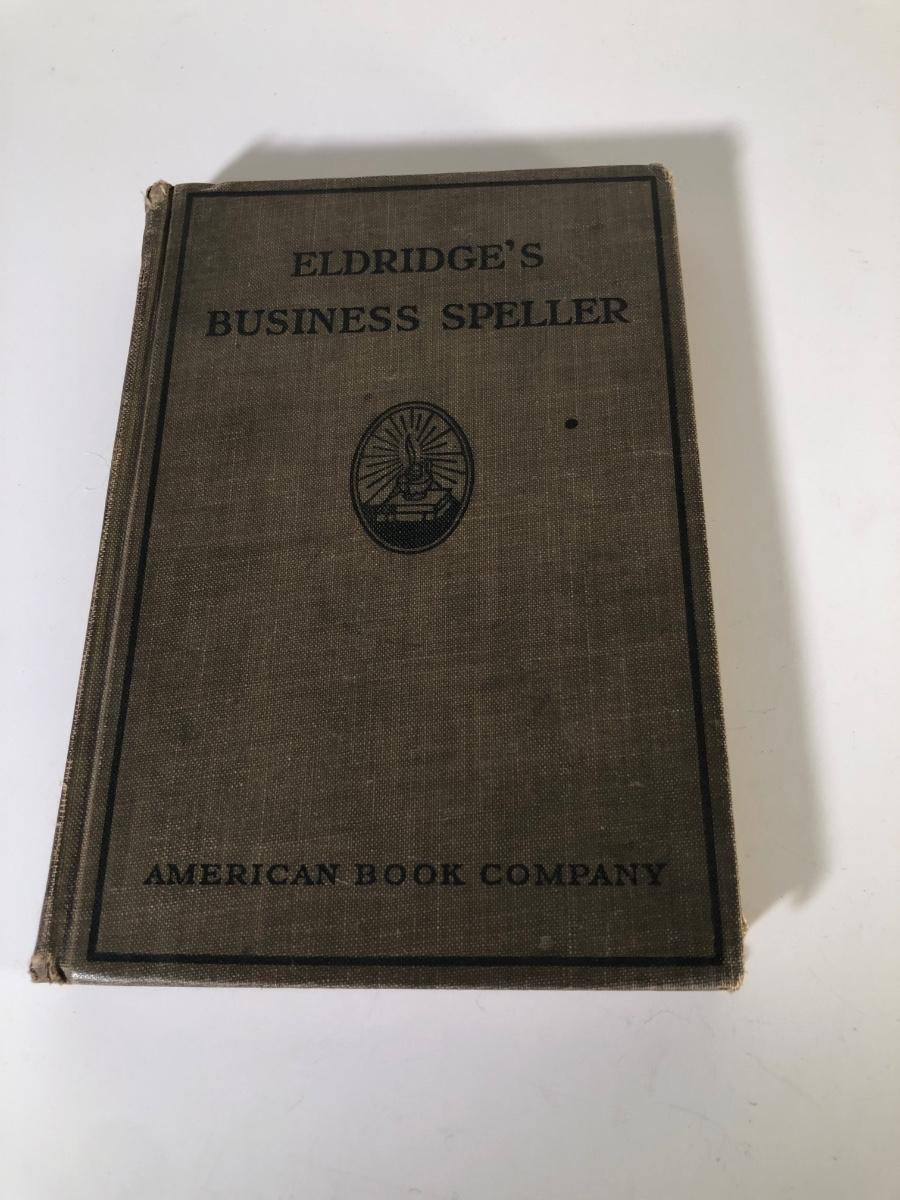 ELDRIDGE'S
BUSINESS SPELLER
AMERICAN BOOK COMPANY